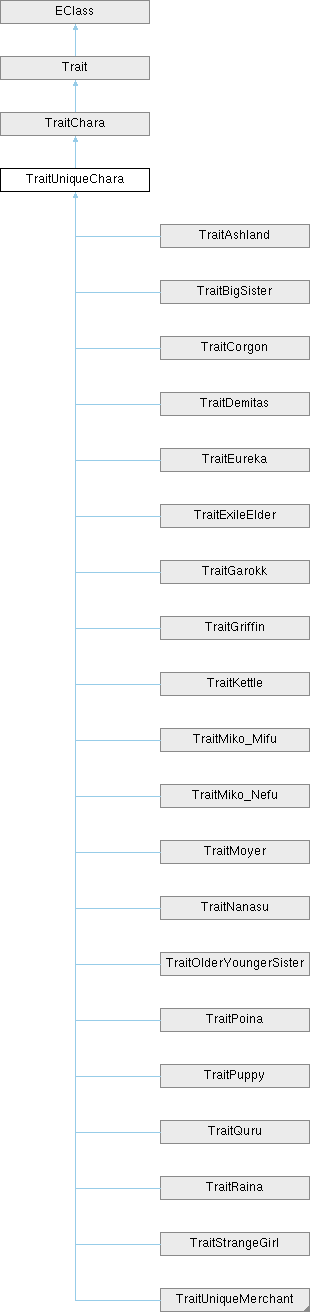 EClass
Trait
TraitChara
TraitUniqueChara
TraitAshland
TraitBigSister
TraitCorgon
TraitDemitas
TraitEureka
TraitExileElder
TraitGarokk
TraitGriffin
TraitKettle
TraitMiko_Mifu
TraitMiko_Nefu
TraitMoyer
TraitNanasu
TraitOlderYoungerSister
TraitPoina
TraitPuppy
TraitQuru
TraitRaina
TraitStrangeGirl
TraitUniqueMerchant